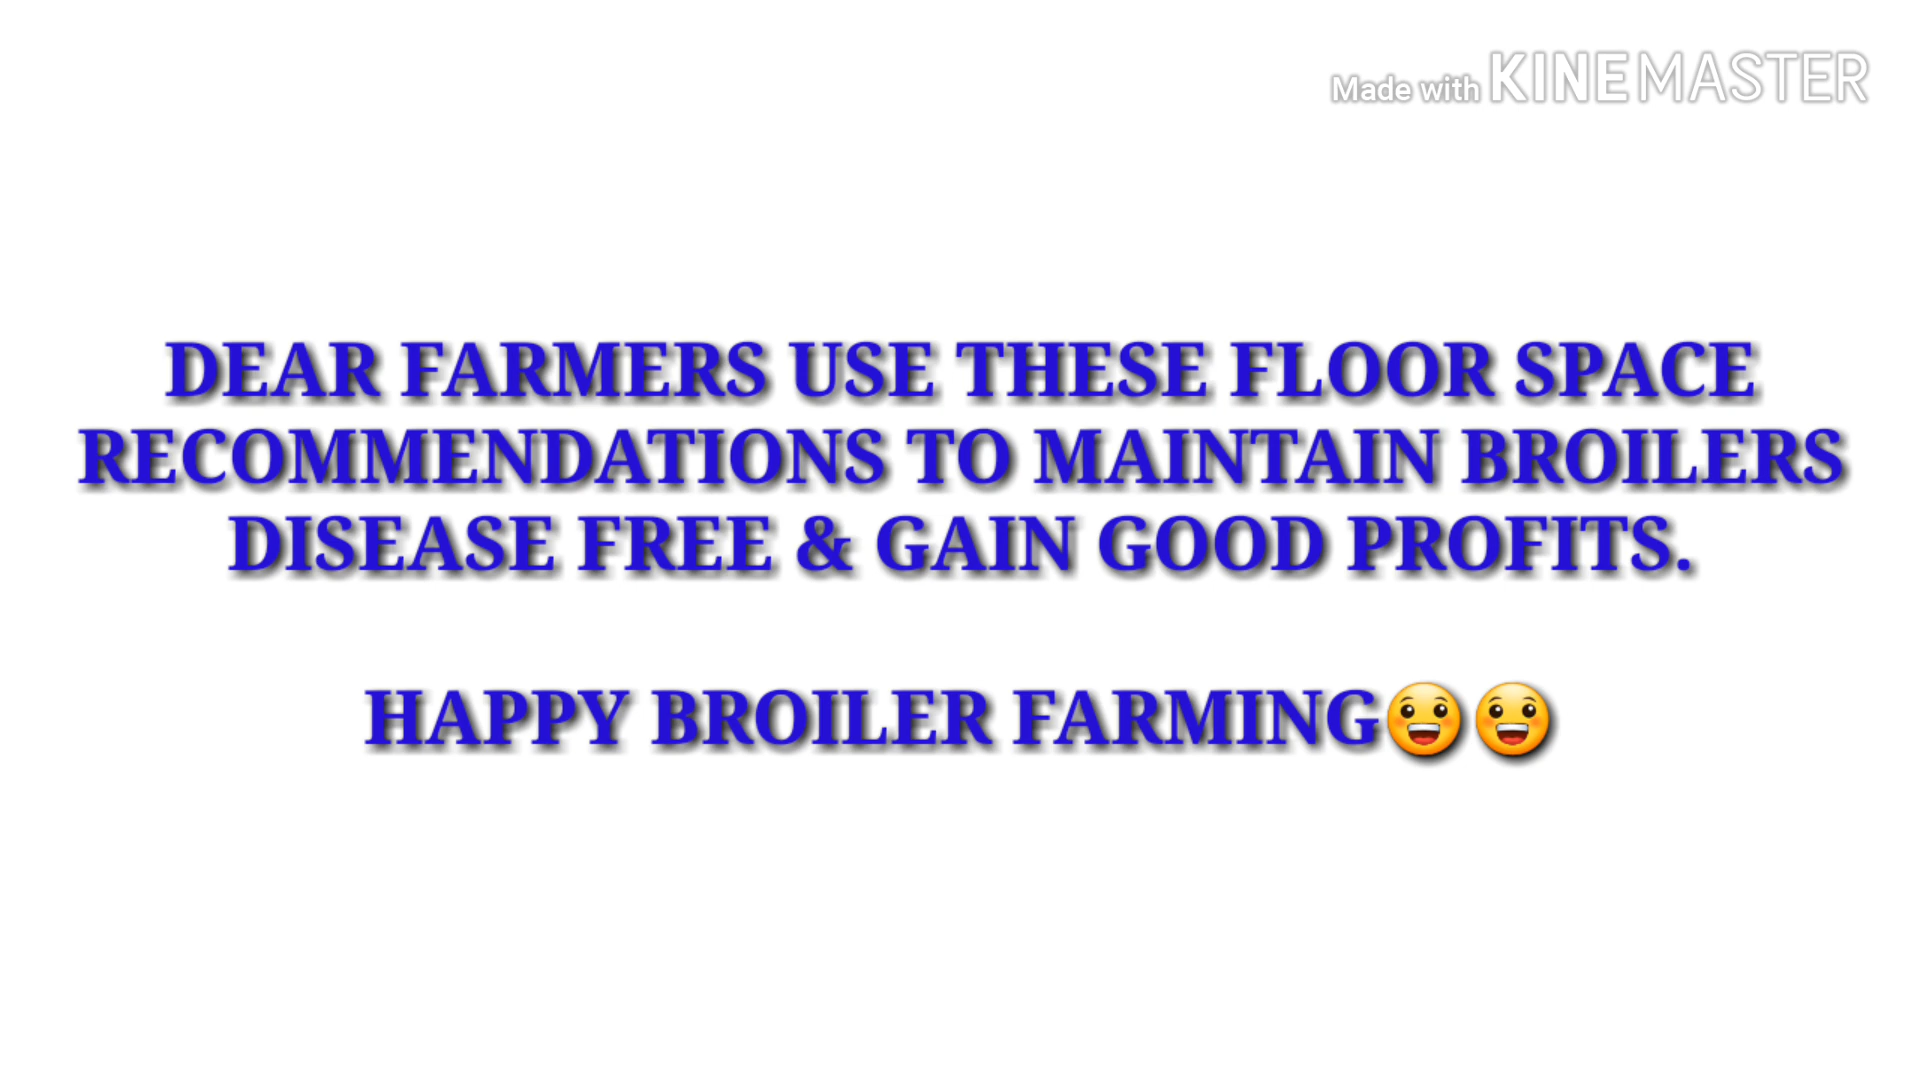 Made with KINEMASTER
DEAR FARMERS USE THESE FLOOR SPACE
RECOMMENDATIONS TO MAINTAIN BROILERS
DISEASE FREE & GAIN GOOD PROFITS.
HAPPY BROILER FARMING😀😀